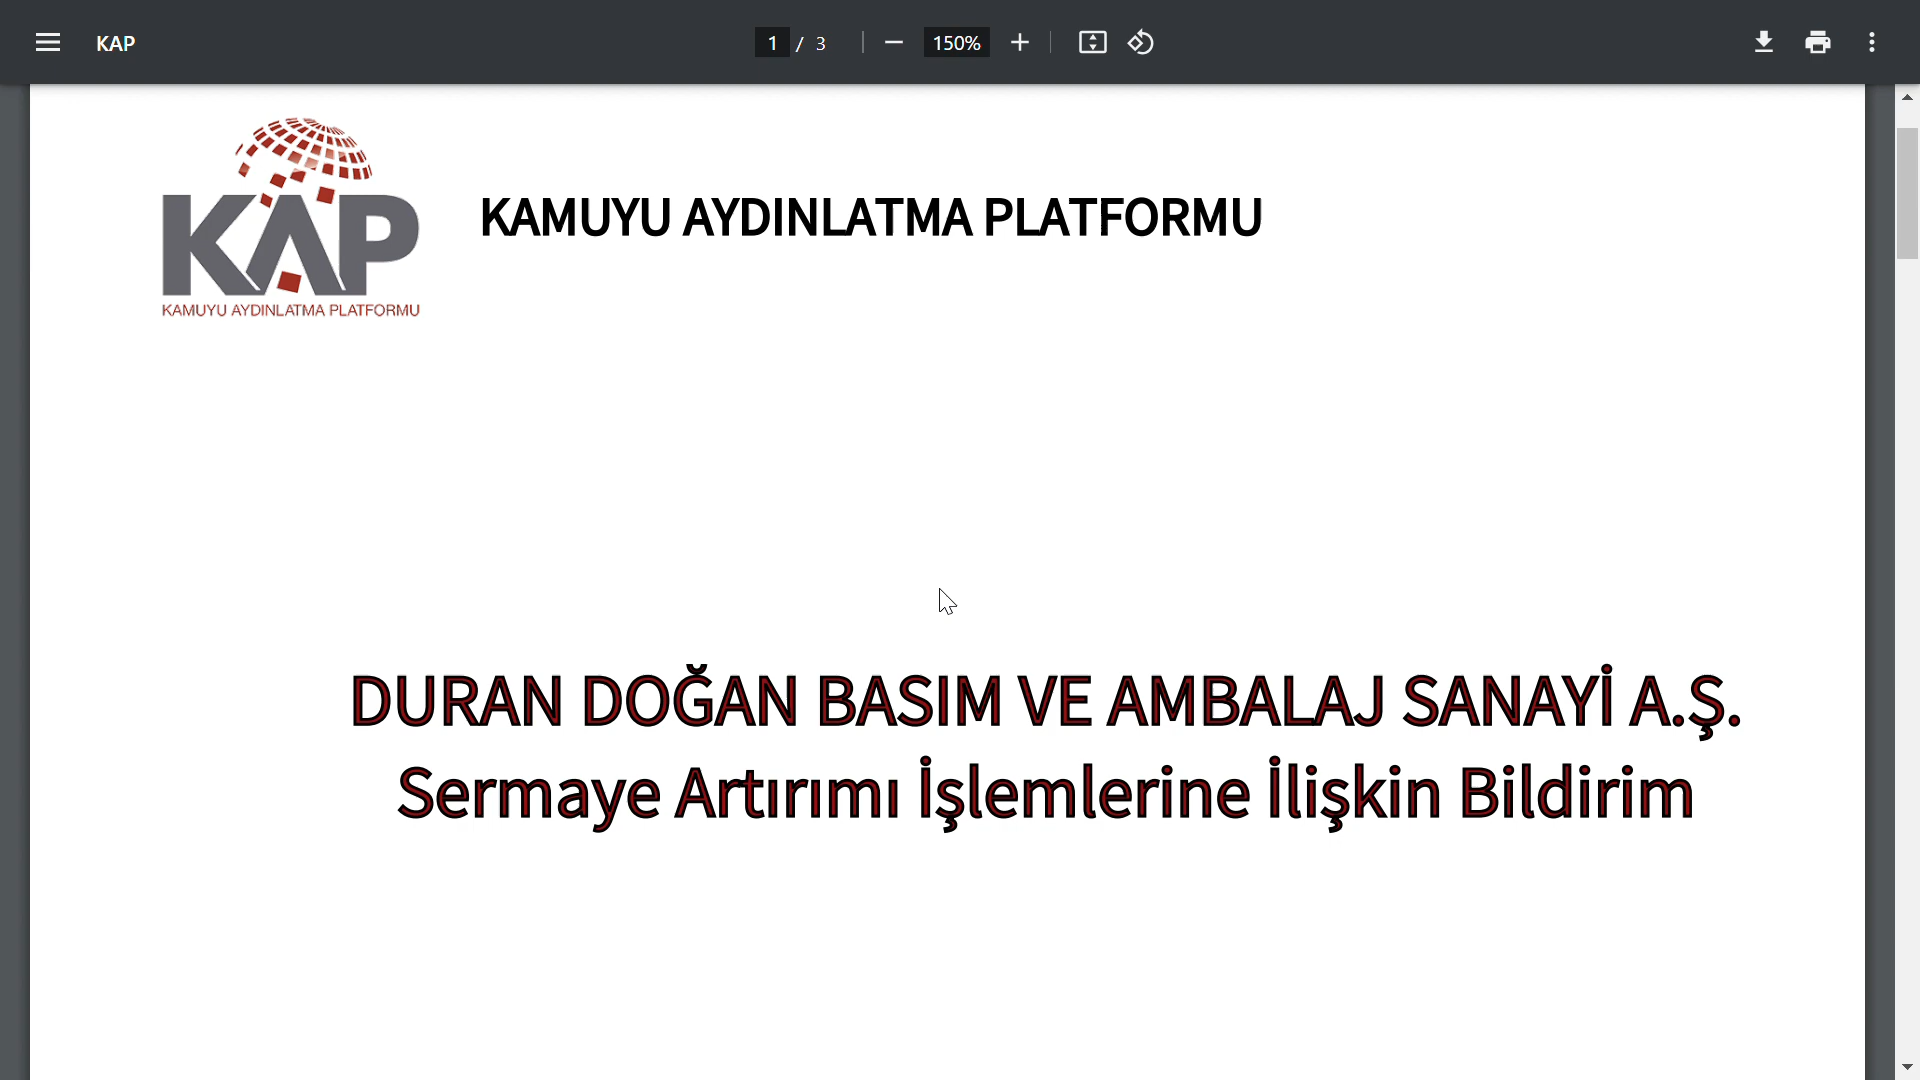 KAP
1 / 3
150%
KAP
KAMUYU AYDINLATMA PLATFORMU
KAMUYU AYDINLATMA PLATFORMU
DURAN DOĞAN BASIM VE AMBALAJ SANAYİ A.Ş.
Sermaye Artırımı İşlemlerine İlişkin Bildirim